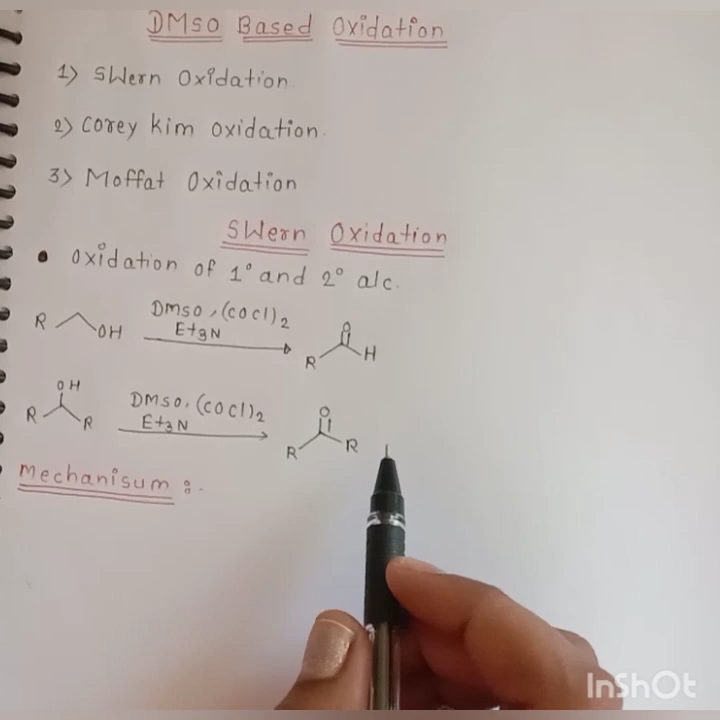 DMSO Based Oxidation
1) Swern Oxidation
2) Corey kim oxidation.
3) Moffat Oxidation
Swern Oxidation
• Oxidation of 1° and 2° alc.
R OH DMSO, (COCl)2 Et3N R O H
OH R R DMSO, (COCl)2 Et3N O R R
Mechanisum :-
InShOt